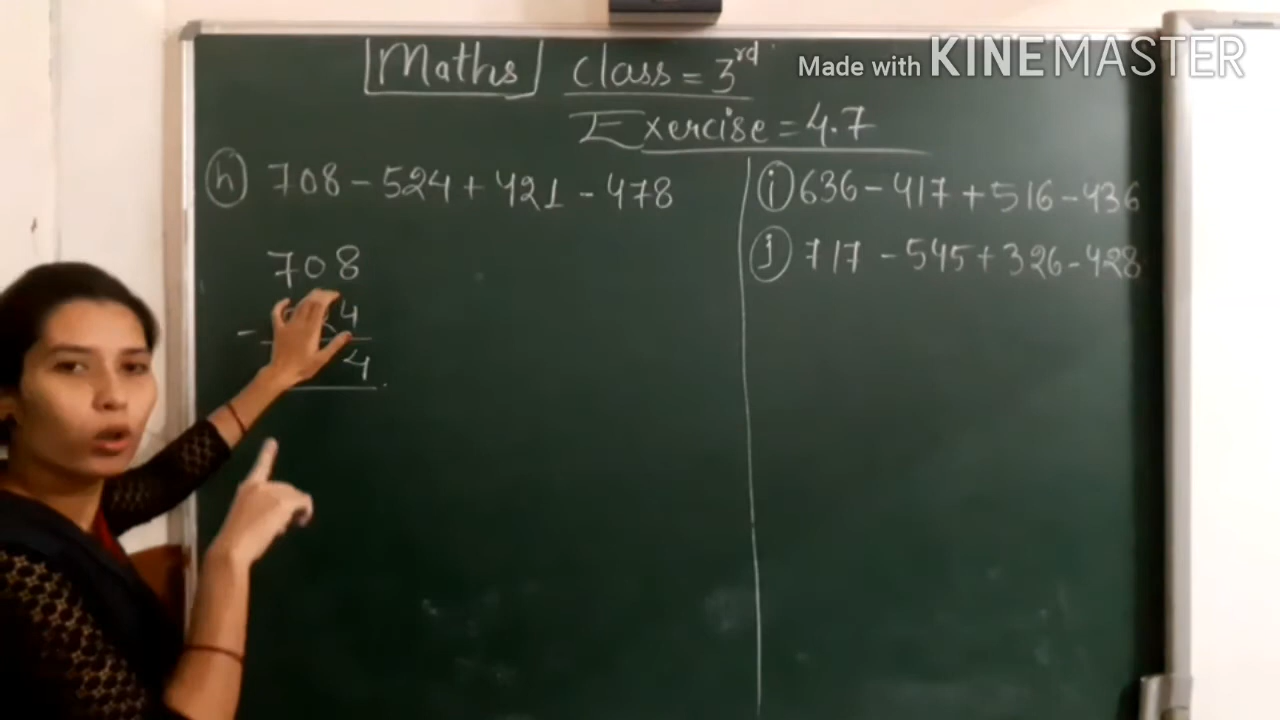 Made with KINEMASTER
Maths Class = 3rd
Exercise = 4.7
h 708 - 524 + 421 - 478
708
4
-
4
i 636 - 417 + 516 - 436
j 717 - 545 + 326 - 428